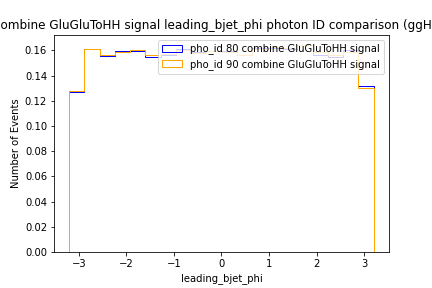 ombine GluGluToHH signal leading_bjet_phi photon ID comparison (ggH
pho_id 80 combine GluGluToHH signal
pho_id 90 combine GluGluToHH signal
Number of Events
0.16
0.14
0.12
0.10
0.08
0.06
0.04
0.02
0.00
−3 −2 −1 0 1 2 3
leading_bjet_phi